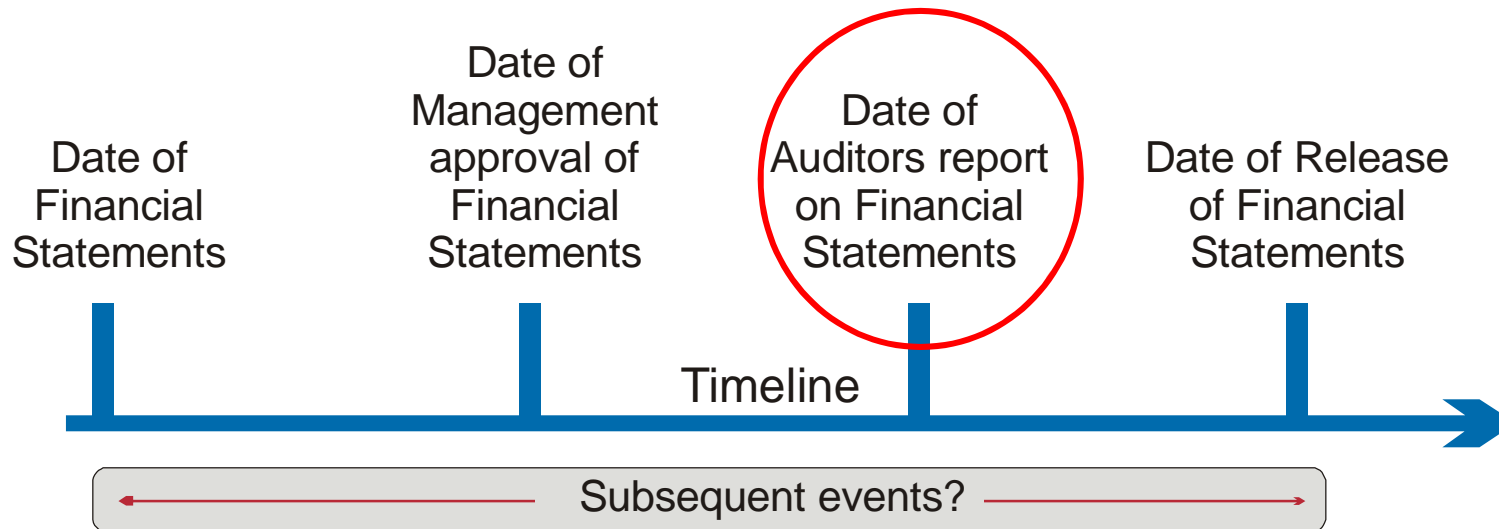 Date of
Financial
Statements
Date of
Management
approval of
Financial
Statements
Date of
Auditors report
on Financial
Statements
Date of Release
of Financial
Statements
Timeline
Subsequent events?